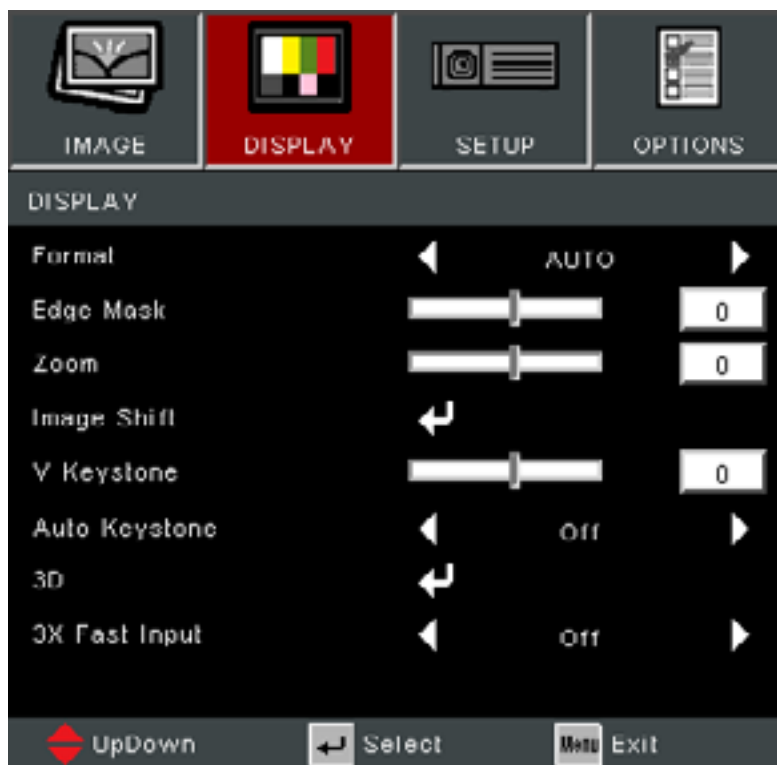 IMAGE DISPLAY SETUP OPTIONS
DISPLAY
Format AUTO
Edge Mask 0
Zoom 0
Image Shift
V Keystone 0
Auto Keystone Off
3D
3X Fast Input Off
UpDown Select Menu Exit